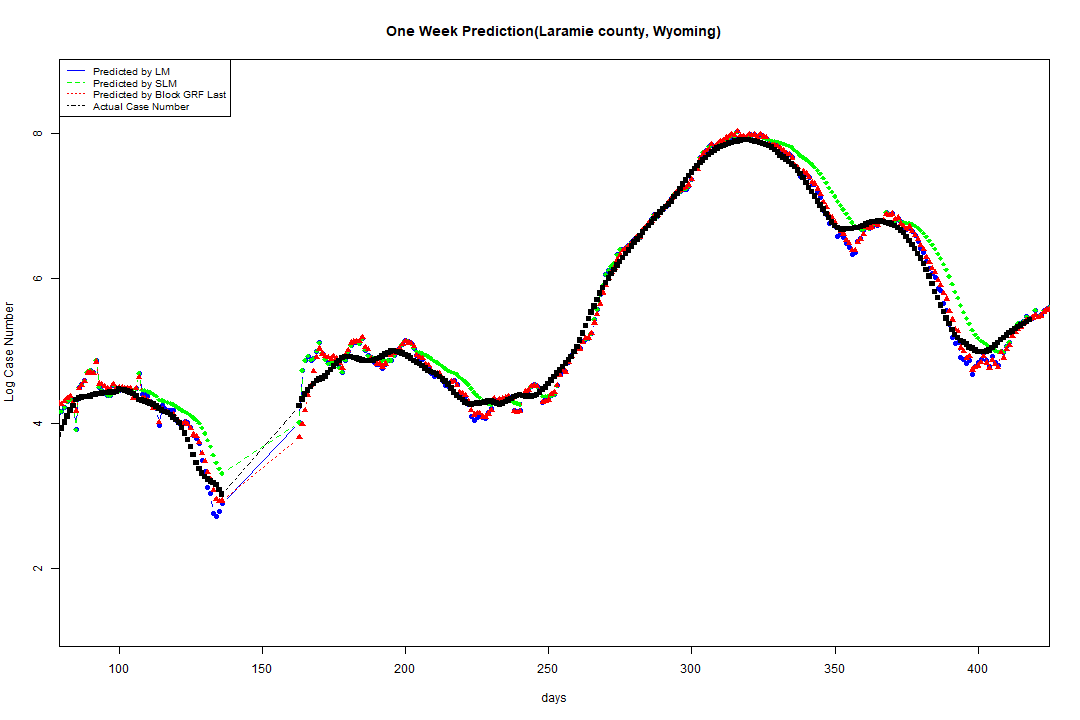 One Week Prediction(Laramie county, Wyoming)
Predicted by LM
Predicted by SLM
Predicted by Block GRF Last
Actual Case Number
8
6
4
2
Log Case Number
100 150 200 250 300 350 400
days